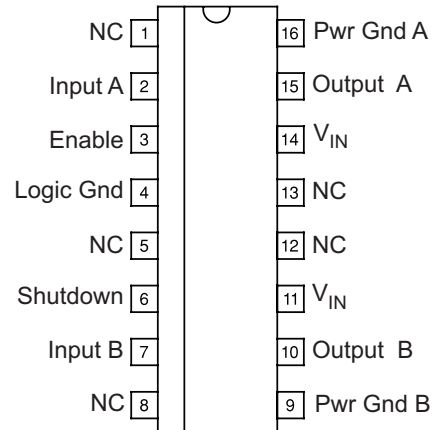 NC 1 16 Pwr Gnd A
Input A 2 15 Output A
Enable 3 14 VIN
Logic Gnd 4 13 NC
NC 5 12 NC
Shutdown 6 11 VIN
Input B 7 10 Output B
NC 8 9 Pwr Gnd B